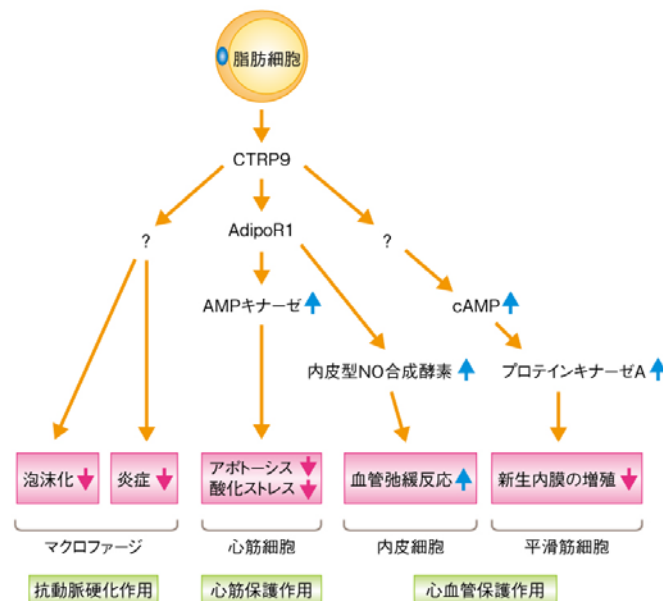 脂肪細胞
CTRP9
?
AdipoR1
?
AMPキナーゼ
cAMP
内皮型NO合成酵素
プロテインキナーゼA
泡沫化
炎症
アポトーシス
酸化ストレス
血管弛緩反応
新生内膜の増殖
マクロファージ
心筋細胞
内皮細胞
平滑筋細胞
抗動脈硬化作用
心筋保護作用
心血管保護作用